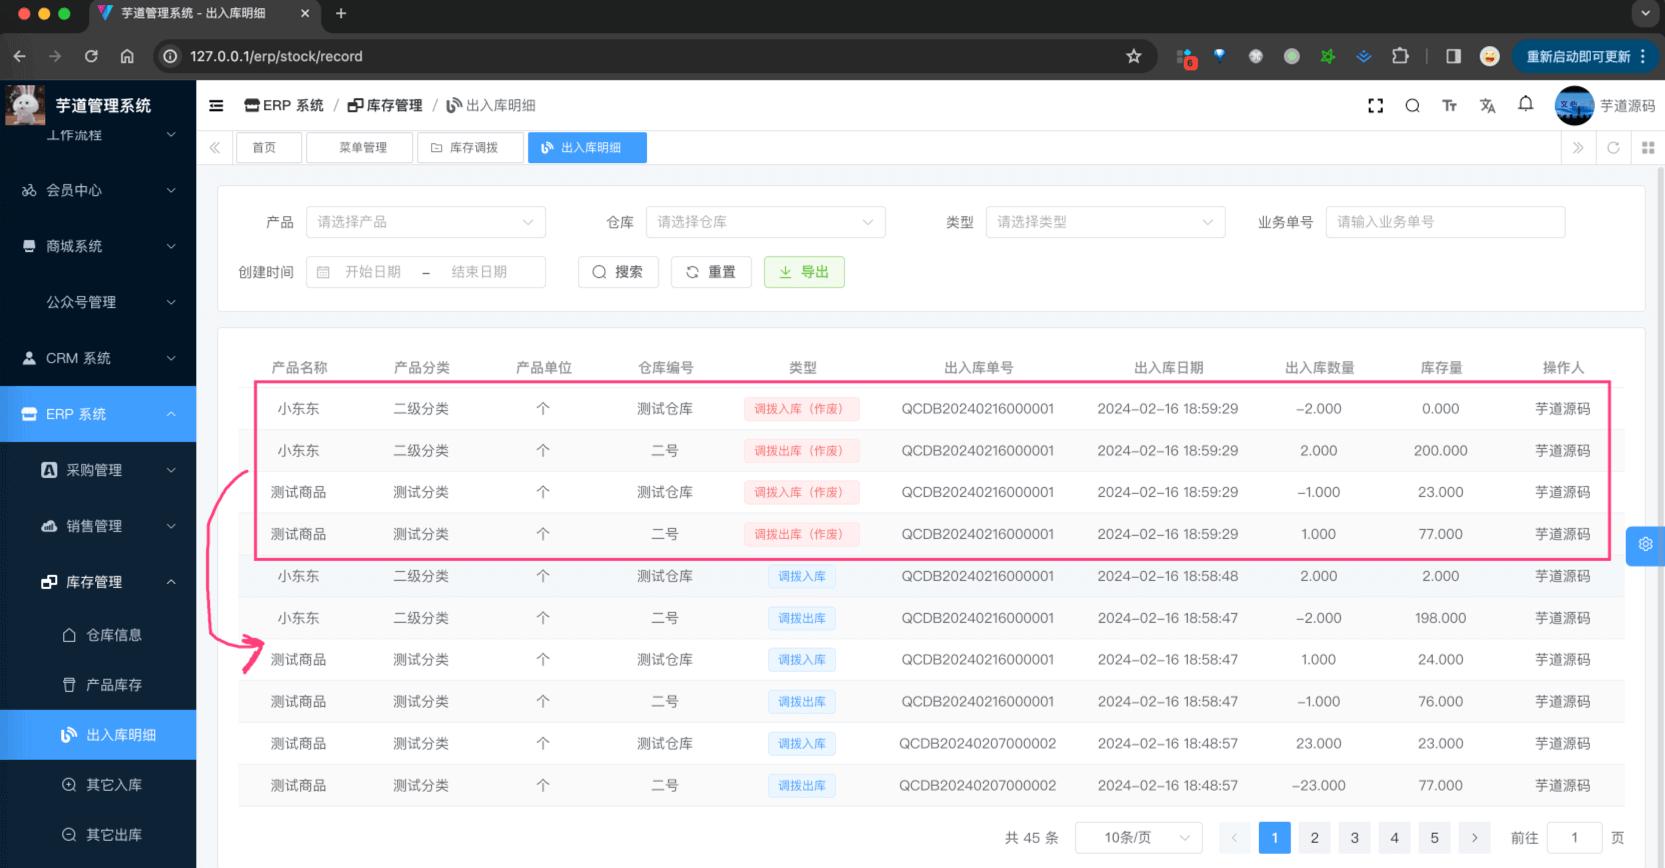 芋道管理系统 - 出入库明细
127.0.0.1/erp/stock/record
6
重新启动即可更新
芋道管理系统
ERP 系统 / 库存管理 / 出入库明细
芋道源码
首页 菜单管理 库存调拨 出入库明细
工作流程
会员中心
商城系统
公众号管理
CRM 系统
ERP 系统
采购管理
销售管理
库存管理
仓库信息
产品库存
出入库明细
其它入库
其它出库
产品 请选择产品 仓库 请选择仓库 类型 请选择类型 业务单号 请输入业务单号
创建时间 开始日期 - 结束日期 搜索 重置 导出
产品名称 产品分类 产品单位 仓库编号 类型 出入库单号 出入库日期 出入库数量 库存量 操作人
小东东 二级分类 个 测试仓库 调拨入库（作废） QCDB20240216000001 2024-02-16 18:59:29 -2.000 0.000 芋道源码
小东东 二级分类 个 二号 调拨出库（作废） QCDB20240216000001 2024-02-16 18:59:29 2.000 200.000 芋道源码
测试商品 测试分类 个 测试仓库 调拨入库（作废） QCDB20240216000001 2024-02-16 18:59:29 -1.000 23.000 芋道源码
测试商品 测试分类 个 二号 调拨出库（作废） QCDB20240216000001 2024-02-16 18:59:29 1.000 77.000 芋道源码
小东东 二级分类 个 测试仓库 调拨入库 QCDB20240216000001 2024-02-16 18:58:48 2.000 2.000 芋道源码
小东东 二级分类 个 二号 调拨出库 QCDB20240216000001 2024-02-16 18:58:47 -2.000 198.000 芋道源码
测试商品 测试分类 个 测试仓库 调拨入库 QCDB20240216000001 2024-02-16 18:58:47 1.000 24.000 芋道源码
测试商品 测试分类 个 二号 调拨出库 QCDB20240216000001 2024-02-16 18:58:47 -1.000 76.000 芋道源码
测试商品 测试分类 个 测试仓库 调拨入库 QCDB20240207000002 2024-02-16 18:48:57 23.000 23.000 芋道源码
测试商品 测试分类 个 二号 调拨出库 QCDB20240207000002 2024-02-16 18:48:57 -23.000 77.000 芋道源码
共 45 条 10条/页 1 2 3 4 5 前往 1 页